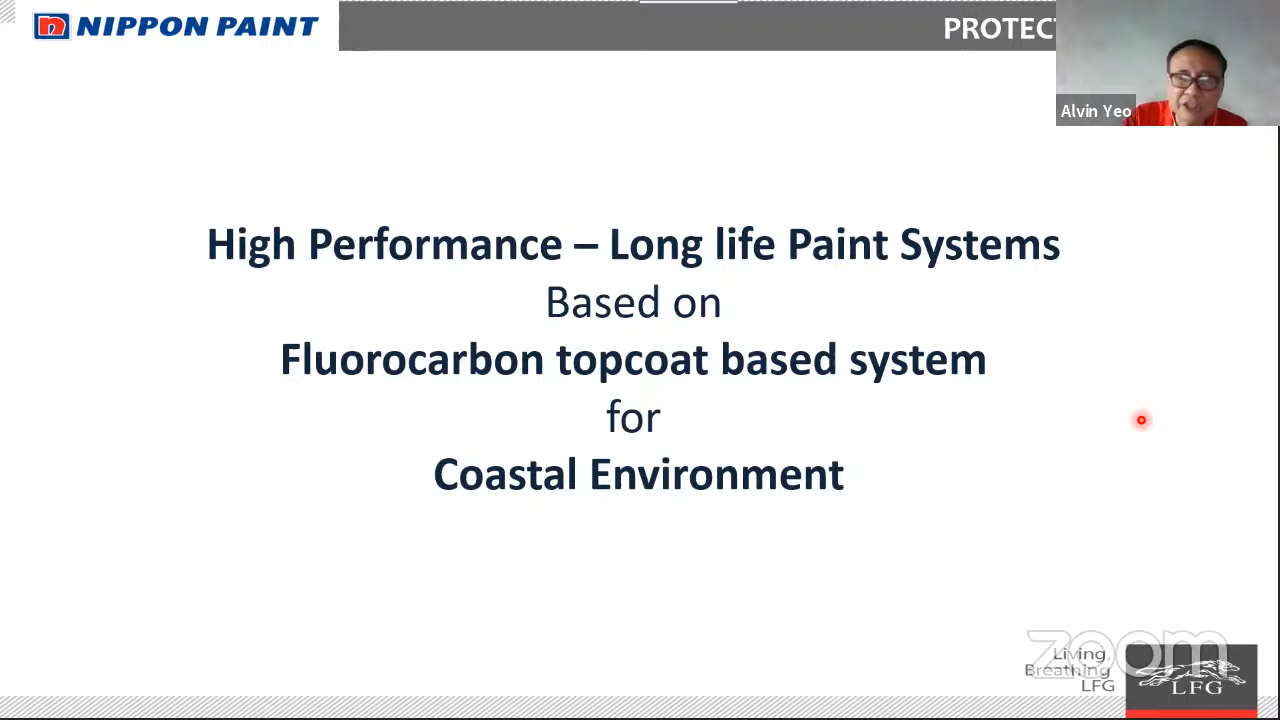 NIPPON PAINT
PROTECT
Alvin Yeo
High Performance – Long life Paint Systems
Based on
Fluorocarbon topcoat based system
for
Coastal Environment
zoom
Living,
Breathing
LFG
LFG